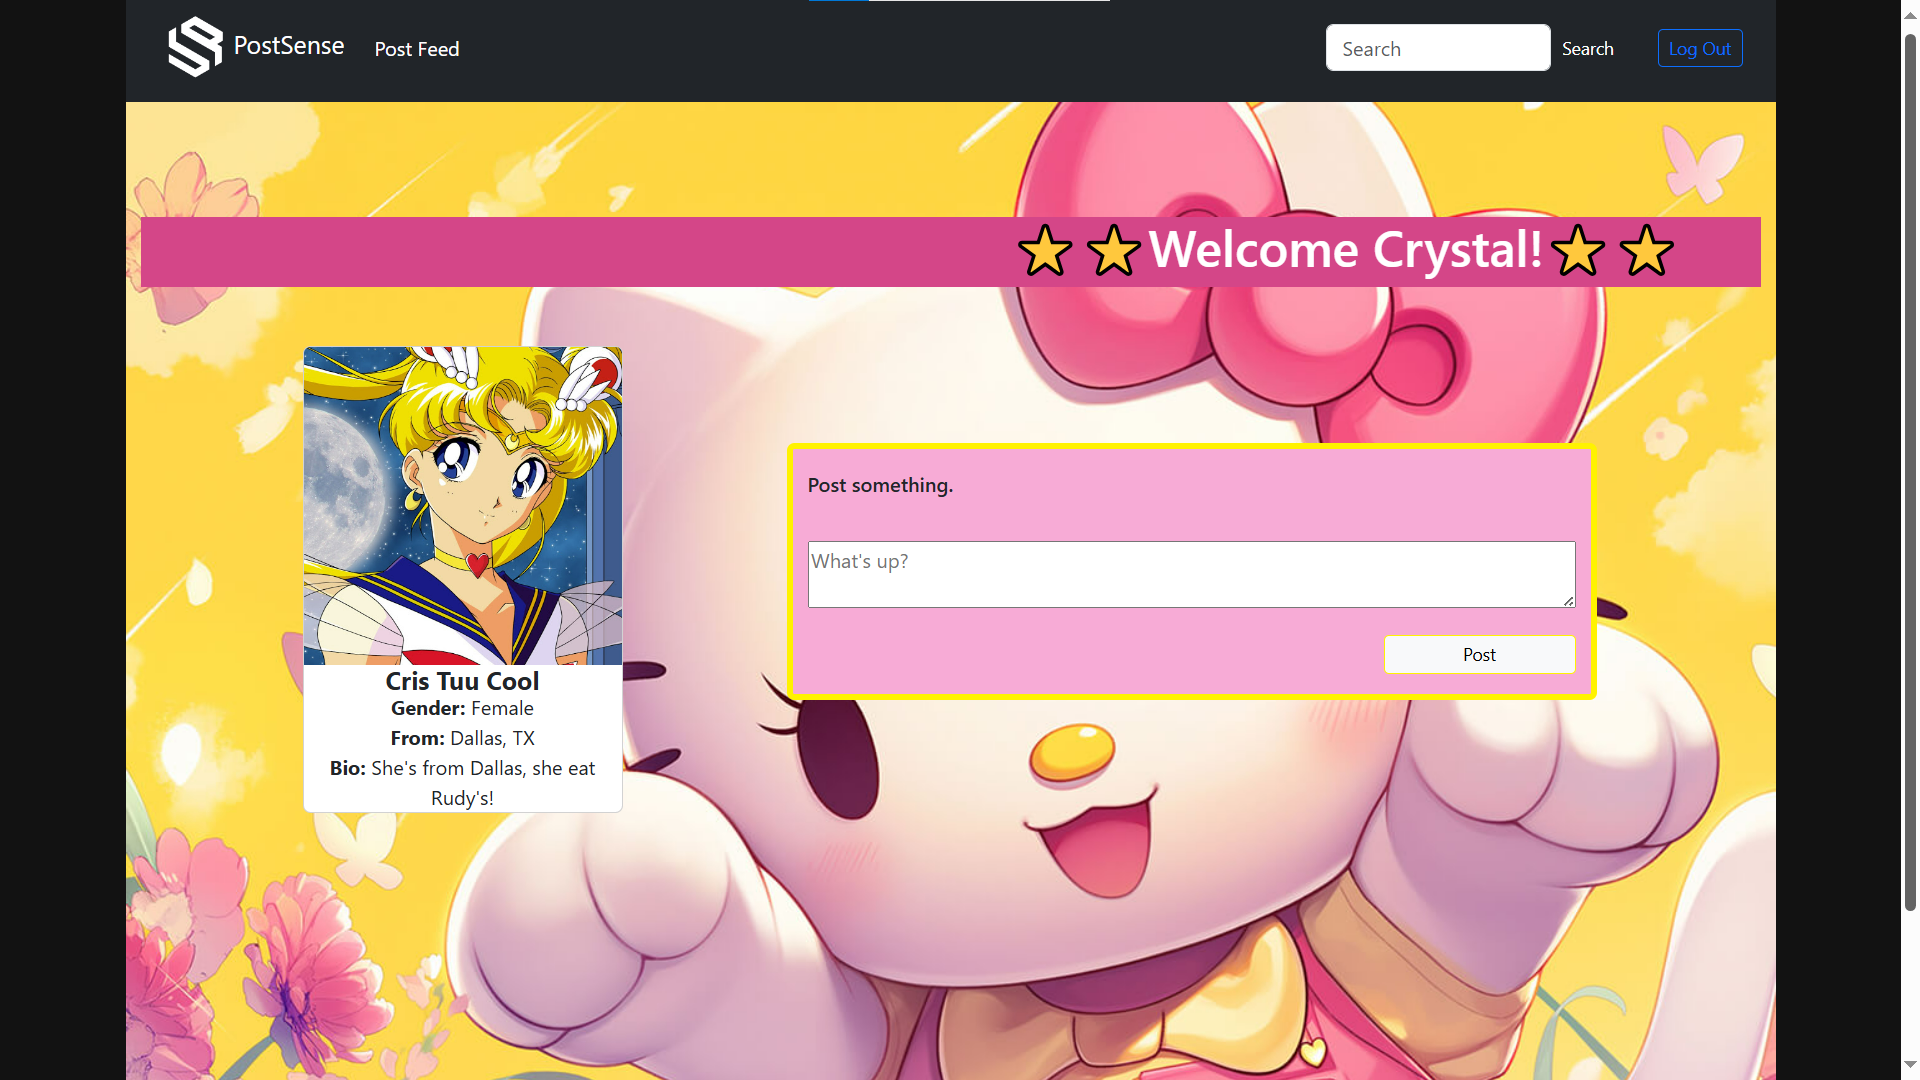 PostSense
Post Feed
Search
Search
Log Out
Welcome Crystal!
Post something.
What's up?
Post
Cris Tuu Cool
Gender: Female
From: Dallas, TX
Bio: She's from Dallas, she eat
Rudy's!